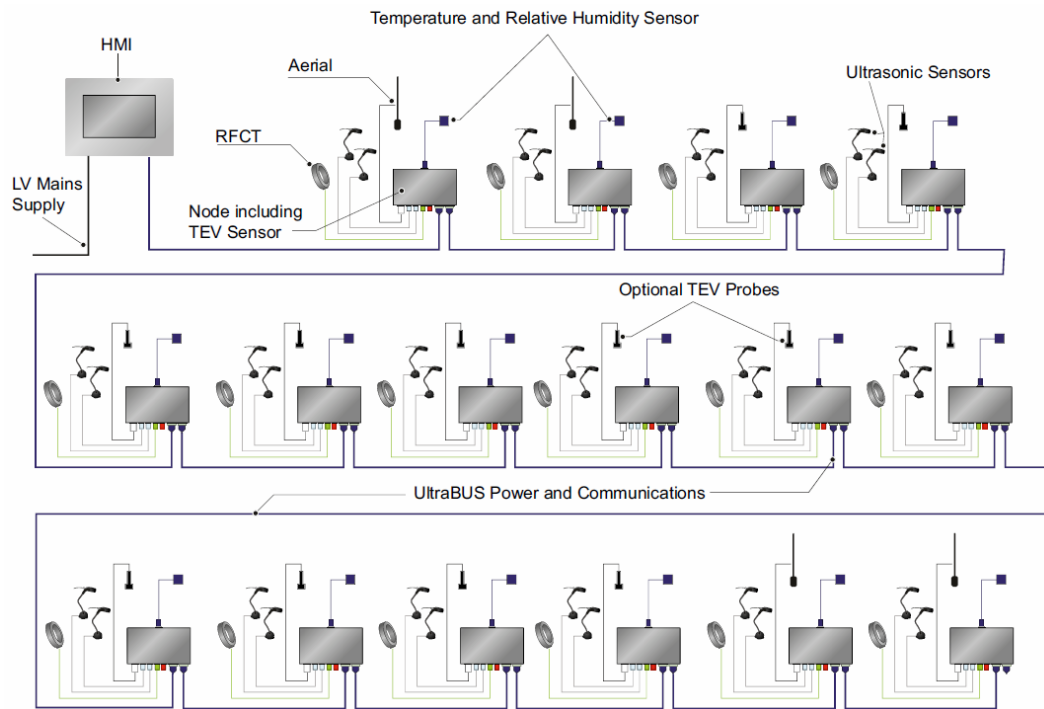 Temperature and Relative Humidity Sensor
HMI
Aerial
Ultrasonic Sensors
RFCT
LV Mains
Supply
Node including
TEV Sensor
Optional TEV Probes
UltraBUS Power and Communications